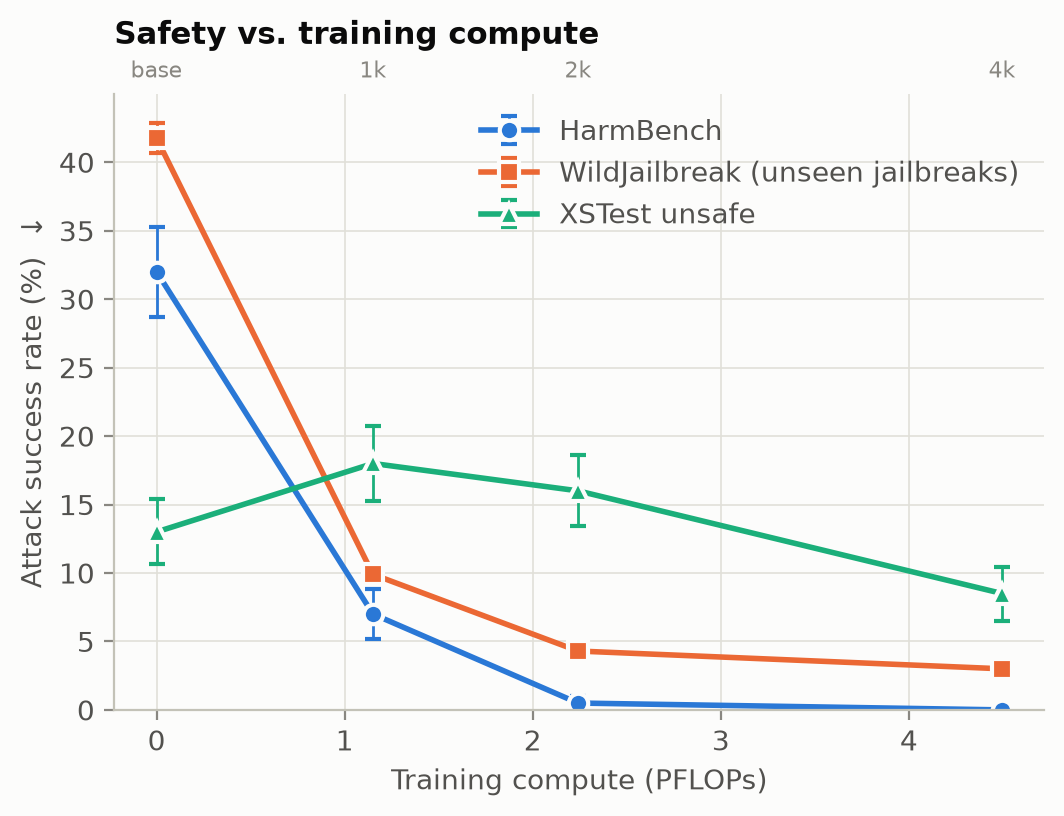 Safety vs. training compute
base 1k 2k 4k
HarmBench
WildJailbreak (unseen jailbreaks)
XSTest unsafe
Attack success rate (%) ↓
40
35
30
25
20
15
10
5
0
0 1 2 3 4
Training compute (PFLOPs)